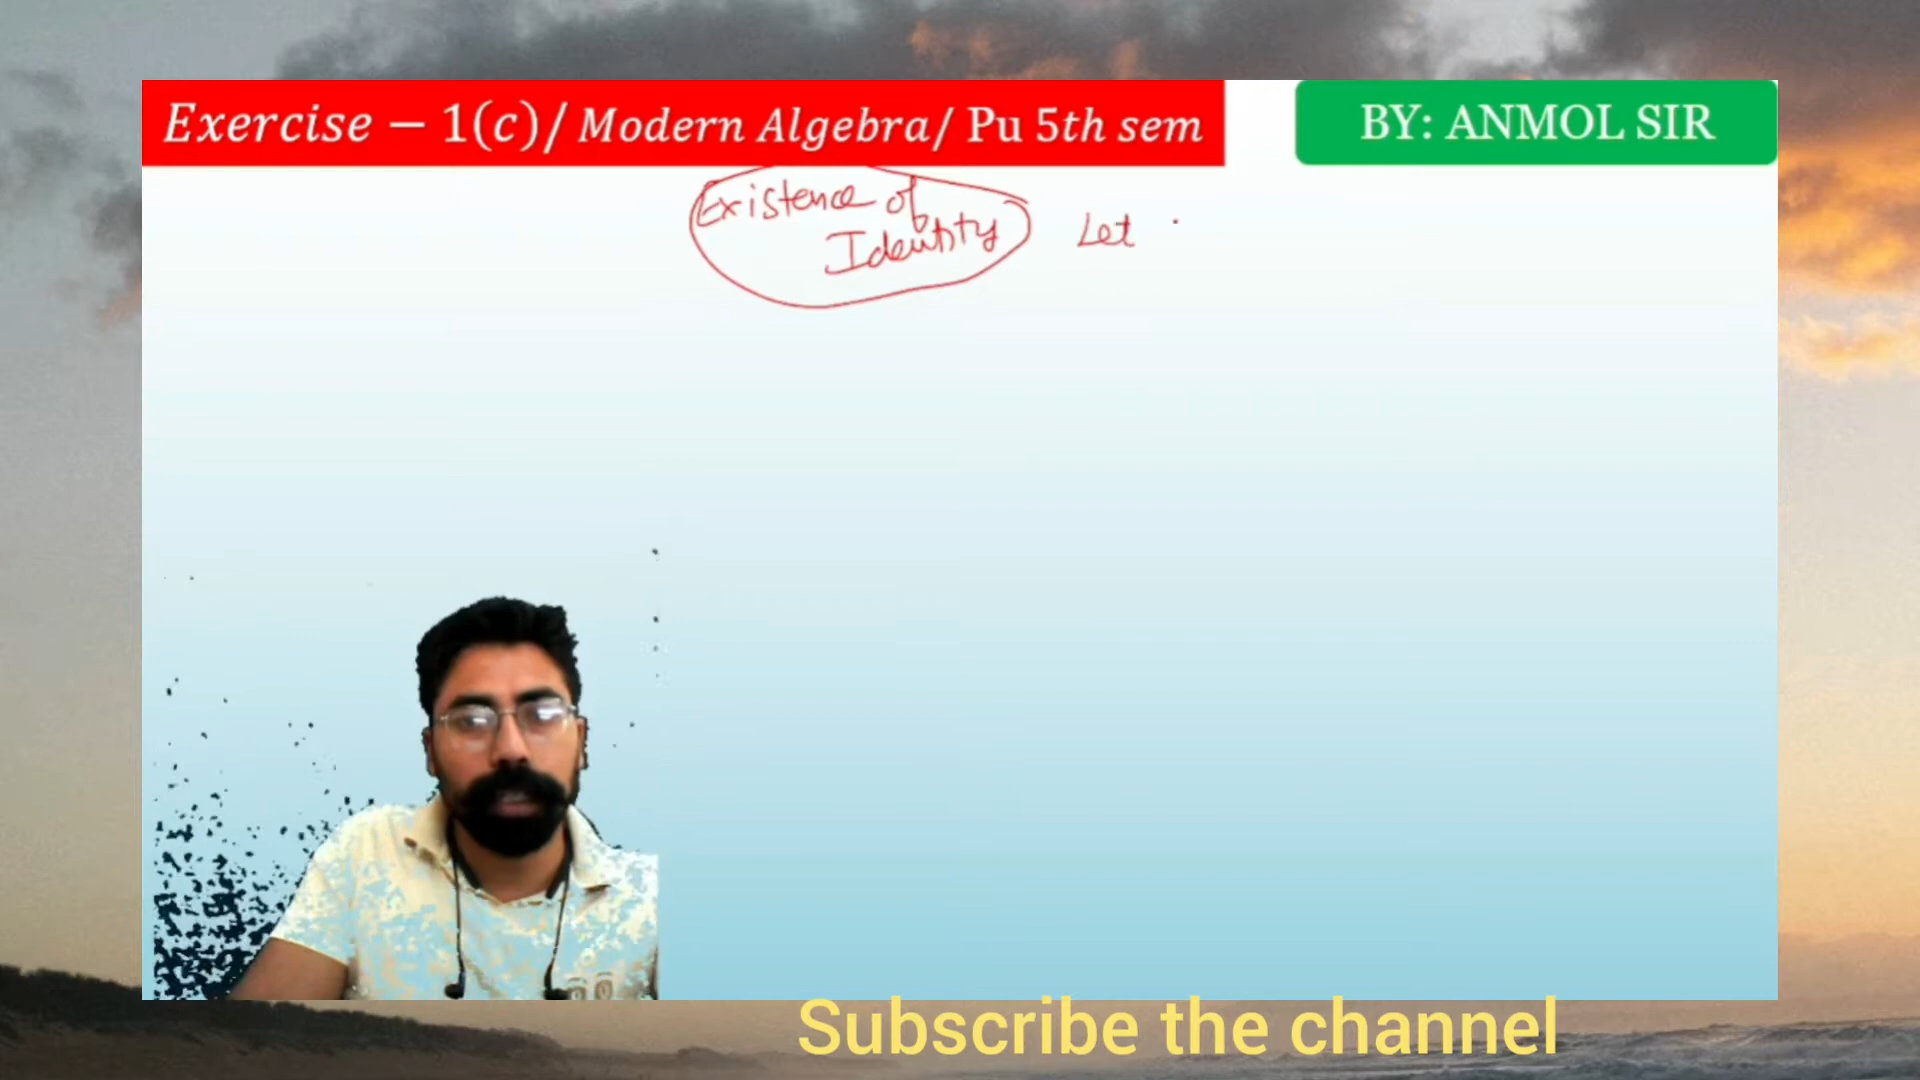 Exercise – 1(c)/ Modern Algebra/ Pu 5th sem
BY: ANMOL SIR
Existence of
Identity
Let
Subscribe the channel